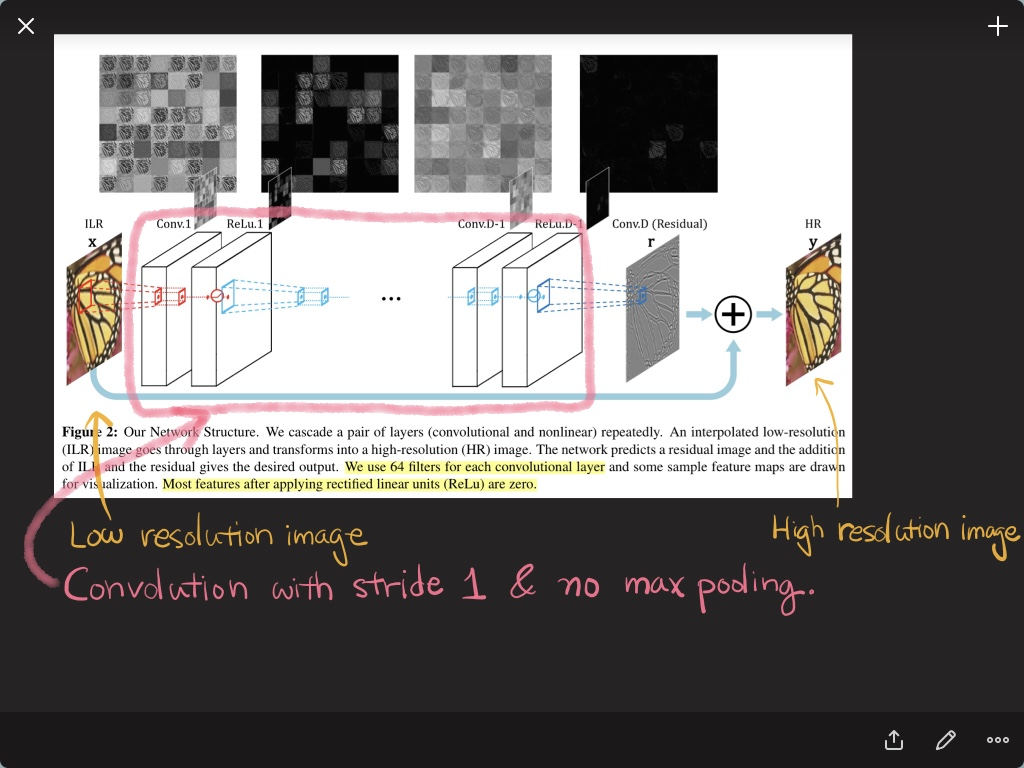 ILR
x
Conv.1
ReLu.1
Conv.D-1
ReLu.D-1
Conv.D (Residual)
r
HR
y
...
Figure 2: Our Network Structure. We cascade a pair of layers (convolutional and nonlinear) repeatedly. An interpolated low-resolution
(ILR) image goes through layers and transforms into a high-resolution (HR) image. The network predicts a residual image and the addition
of ILR and the residual gives the desired output. We use 64 filters for each convolutional layer and some sample feature maps are drawn
for visualization. Most features after applying rectified linear units (ReLu) are zero.
Low resolution image
High resolution image
Convolution with stride 1 & no max pooling.